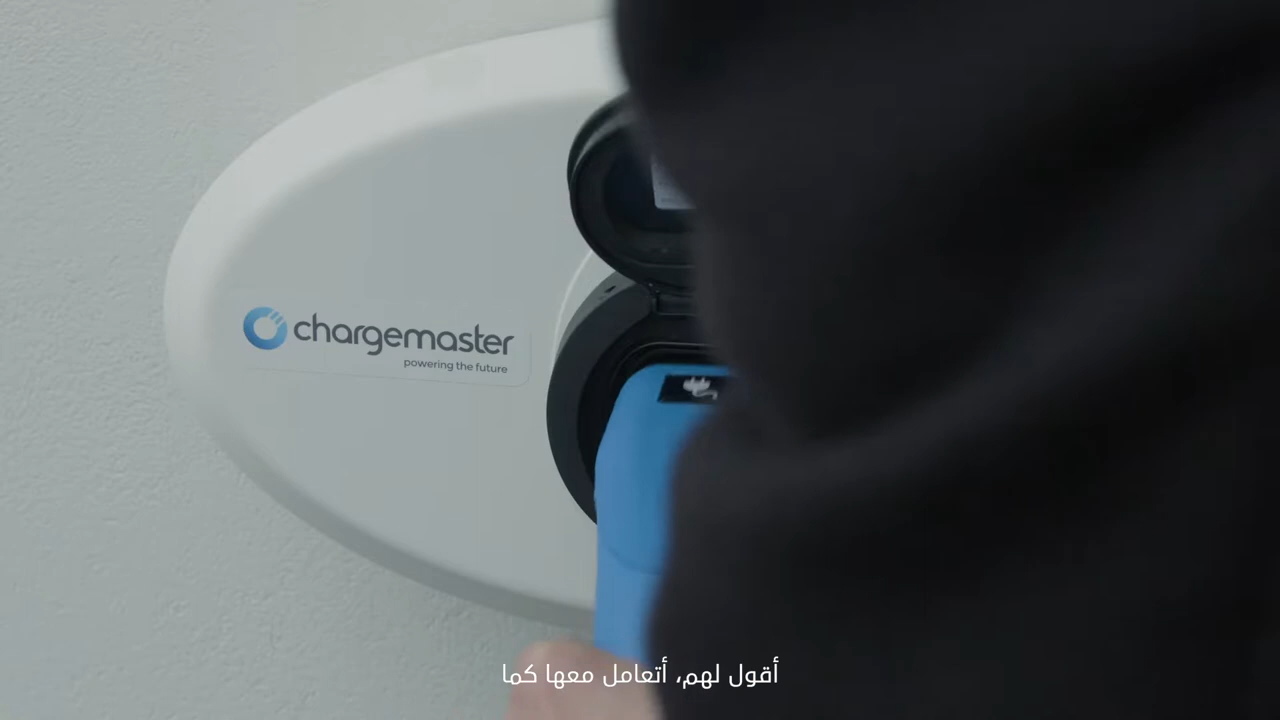 chargemaster
powering the future
أقول لهم، أتعامل معها كما